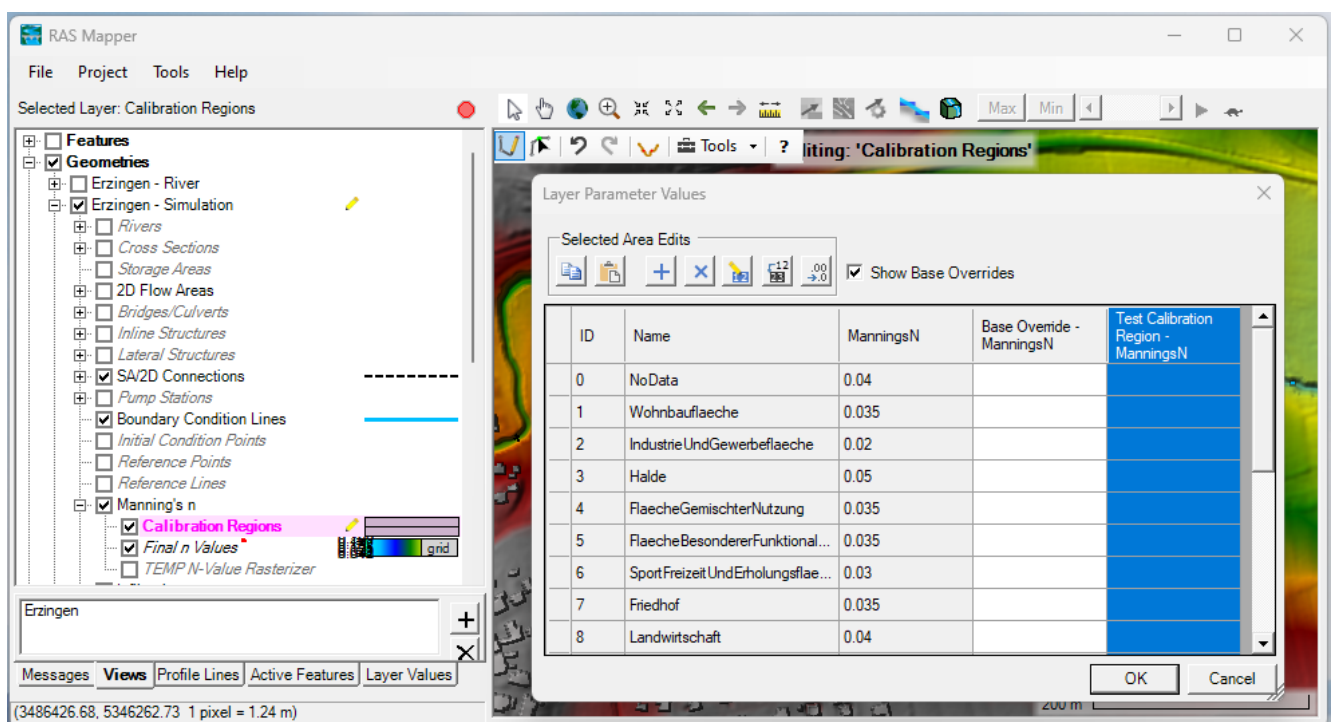 RAS Mapper
File Project Tools Help
Selected Layer: Calibration Regions
Max Min
Features
Geometries
Erzingen - River
Erzingen - Simulation
Rivers
Cross Sections
Storage Areas
2D Flow Areas
Bridges/Culverts
Inline Structures
Lateral Structures
SA/2D Connections
Pump Stations
Boundary Condition Lines
Initial Condition Points
Reference Points
Reference Lines
Manning's n
Calibration Regions
Final n Values
grid
TEMP N-Value Rasterizer
Erzingen
Messages Views Profile Lines Active Features Layer Values
(3486426.68, 5346262.73 1 pixel = 1.24 m)
Tools ? liting: 'Calibration Regions'
Layer Parameter Values
Selected Area Edits
Show Base Overrides
ID Name ManningsN Base Override - ManningsN Test Calibration Region - ManningsN
0 NoData 0.04
1 Wohnbauflaeche 0.035
2 IndustrieUndGewerbeflaeche 0.02
3 Halde 0.05
4 FlaecheGemischterNutzung 0.035
5 FlaecheBesondererFunktional... 0.035
6 SportFreizeitUndErholungsflae... 0.03
7 Friedhof 0.035
8 Landwirtschaft 0.04
OK Cancel
200 m